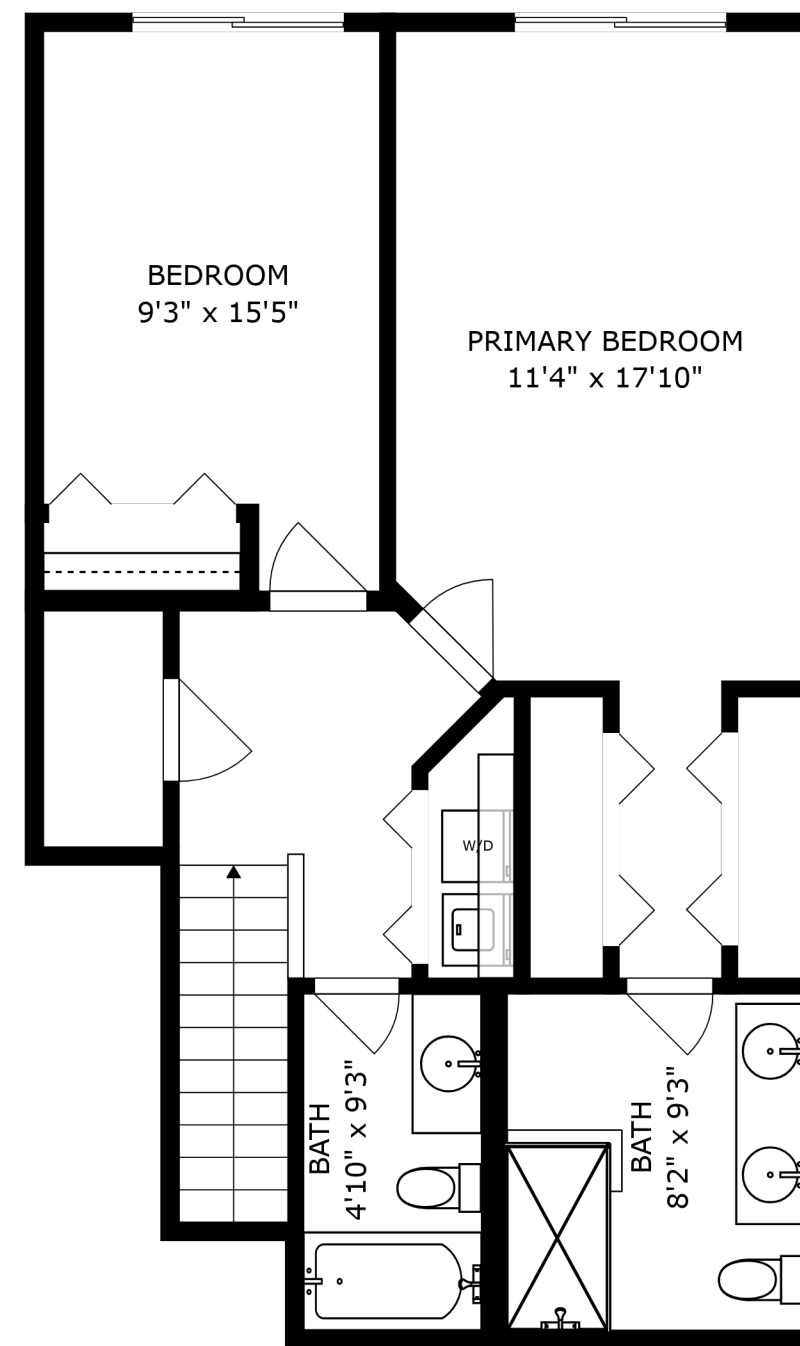 BEDROOM
9'3" x 15'5"
PRIMARY BEDROOM
11'4" x 17'10"
W/D
BATH
4'10" x 9'3"
BATH
8'2" x 9'3"